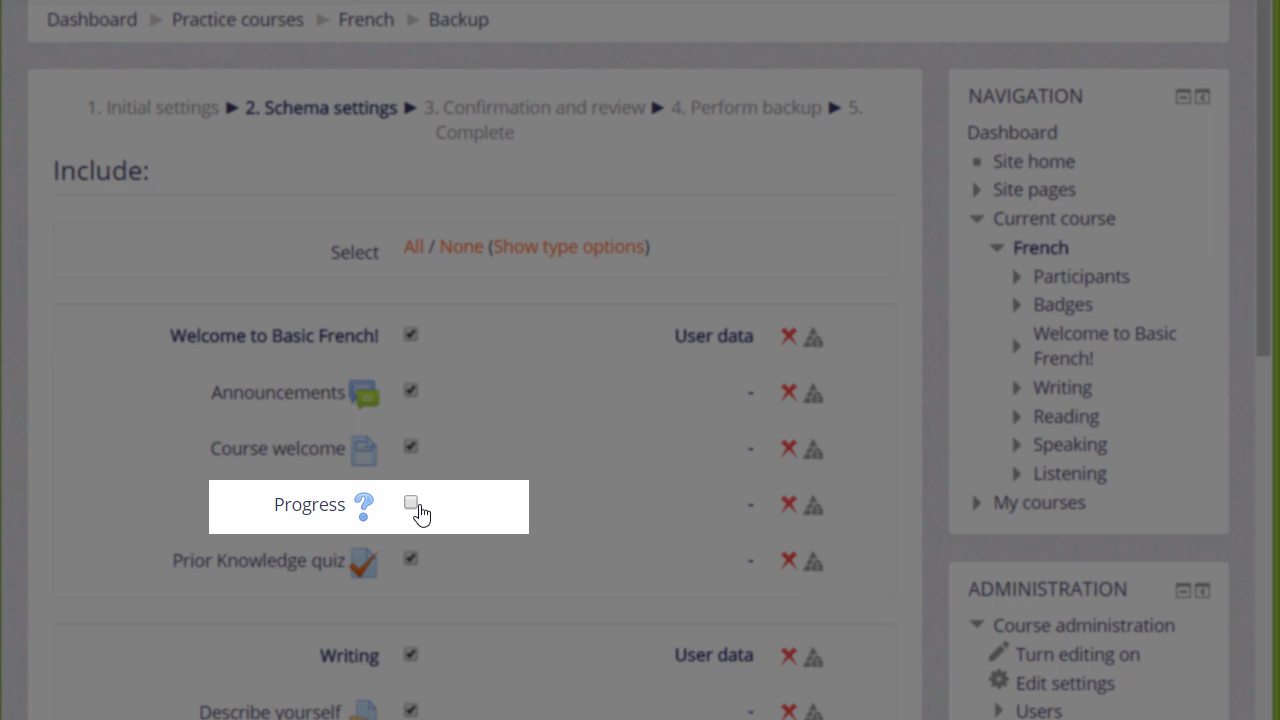 Dashboard ▶ Practice courses ▶ French ▶ Backup
1. Initial settings ▶ 2. Schema settings ▶ 3. Confirmation and review ▶ 4. Perform backup ▶ 5.
Complete
Include:
Select All / None (Show type options)
Welcome to Basic French! User data
Announcements -
Course welcome -
Progress -
Prior Knowledge quiz -
Writing User data
Describe yourself -
NAVIGATION
Dashboard
Site home
Site pages
Current course
French
Participants
Badges
Welcome to Basic
French!
Writing
Reading
Speaking
Listening
My courses
ADMINISTRATION
Course administration
Turn editing on
Edit settings
Users